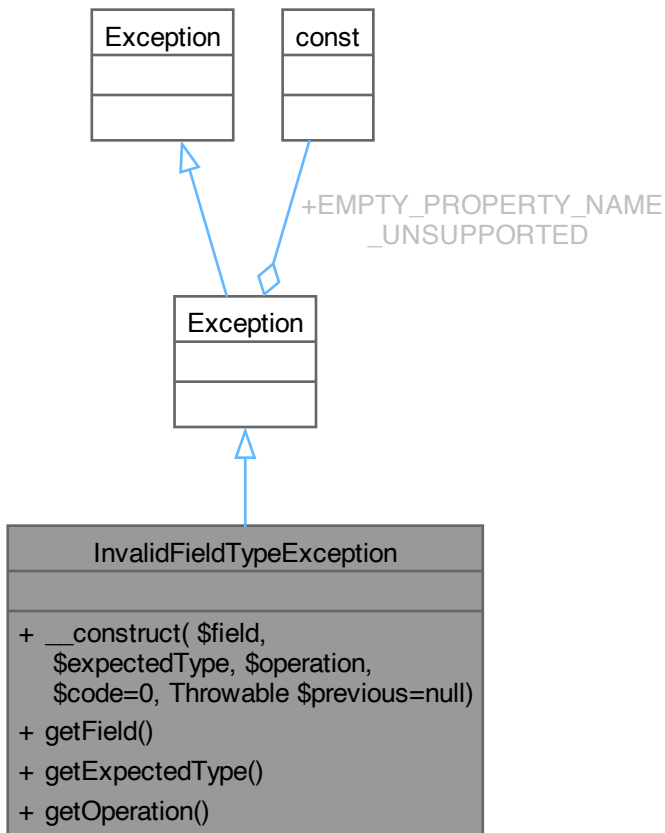 Exception
const
+EMPTY_PROPERTY_NAME
_UNSUPPORTED
Exception
InvalidFieldTypeException
+ __construct( $field,
$expectedType, $operation,
$code=0, Throwable $previous=null)
+ getField()
+ getExpectedType()
+ getOperation()